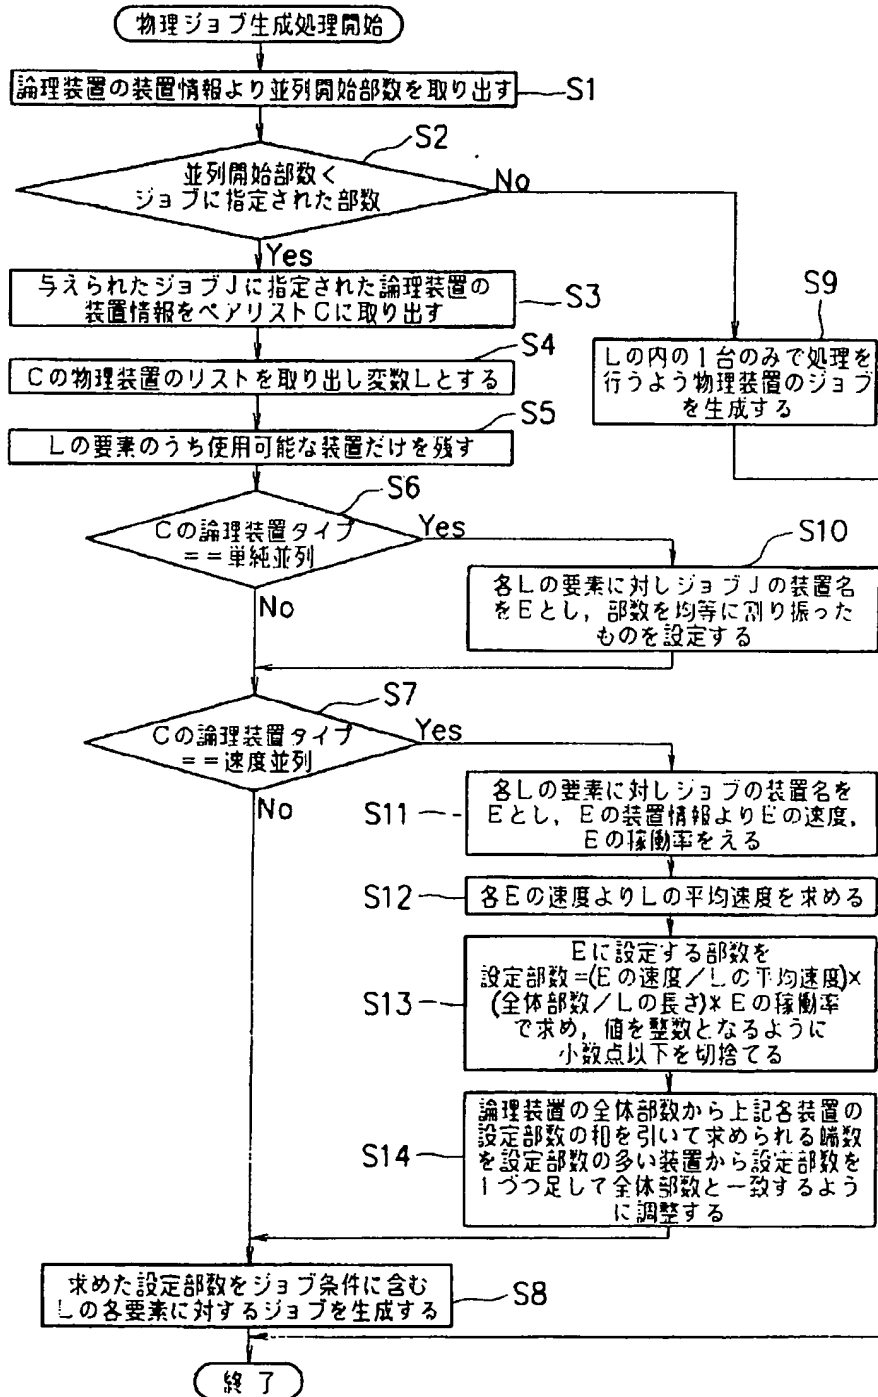 物理ジョブ生成処理開始
論理装置の装置情報より並列開始部数を取り出す
S1
S2
並列開始部数<
ジョブに指定された部数
No
Yes
与えられたジョブJに指定された論理装置の
装置情報をペアリストCに取り出す
S3
S4
Cの物理装置のリストを取り出し変数Lとする
S5
Lの要素のうち使用可能な装置だけを残す
S9
Lの内の1台のみで処理を
行うよう物理装置のジョブ
を生成する
S6
Cの論理装置タイプ
==単純並列
Yes
No
S10
各Lの要素に対しジョブJの装置名
をEとし,部数を均等に割り振った
ものを設定する
S7
Cの論理装置タイプ
==速度並列
Yes
No
S11
各Lの要素に対しジョブの装置名を
Eとし,Eの装置情報よりEの速度,
Eの稼働率をえる
S12
各Eの速度よりLの平均速度を求める
S13
Eに設定する部数を
設定部数=(Eの速度/Lの平均速度)*
(全体部数/Lの長さ)*Eの稼働率
で求め,値を整数となるように
小数点以下を切捨てる
S14
論理装置の全体部数から上記各装置の
設定部数の和を引いて求められる端数
を設定部数の多い装置から設定部数を
1づつ足して全体部数と一致するよう
に調整する
求めた設定部数をジョブ条件に含む
Lの各要素に対するジョブを生成する
S8
終了